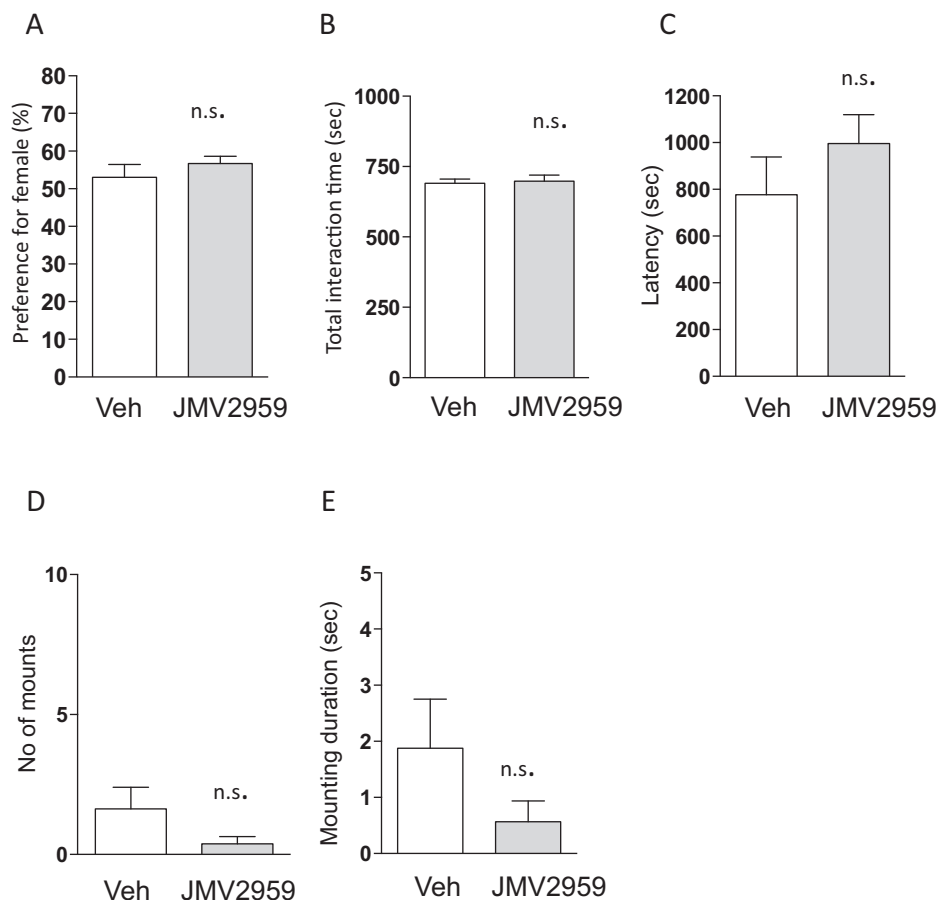 A
Preference for female (%)
80
70
60
50
40
30
20
10
0
n.s.
Veh JMV2959
B
Total interaction time (sec)
1000
750
500
250
0
n.s.
Veh JMV2959
C
Latency (sec)
1200
1000
800
600
400
200
0
n.s.
Veh JMV2959
D
No of mounts
10
5
0
n.s.
Veh JMV2959
E
Mounting duration (sec)
5
4
3
2
1
0
n.s.
Veh JMV2959